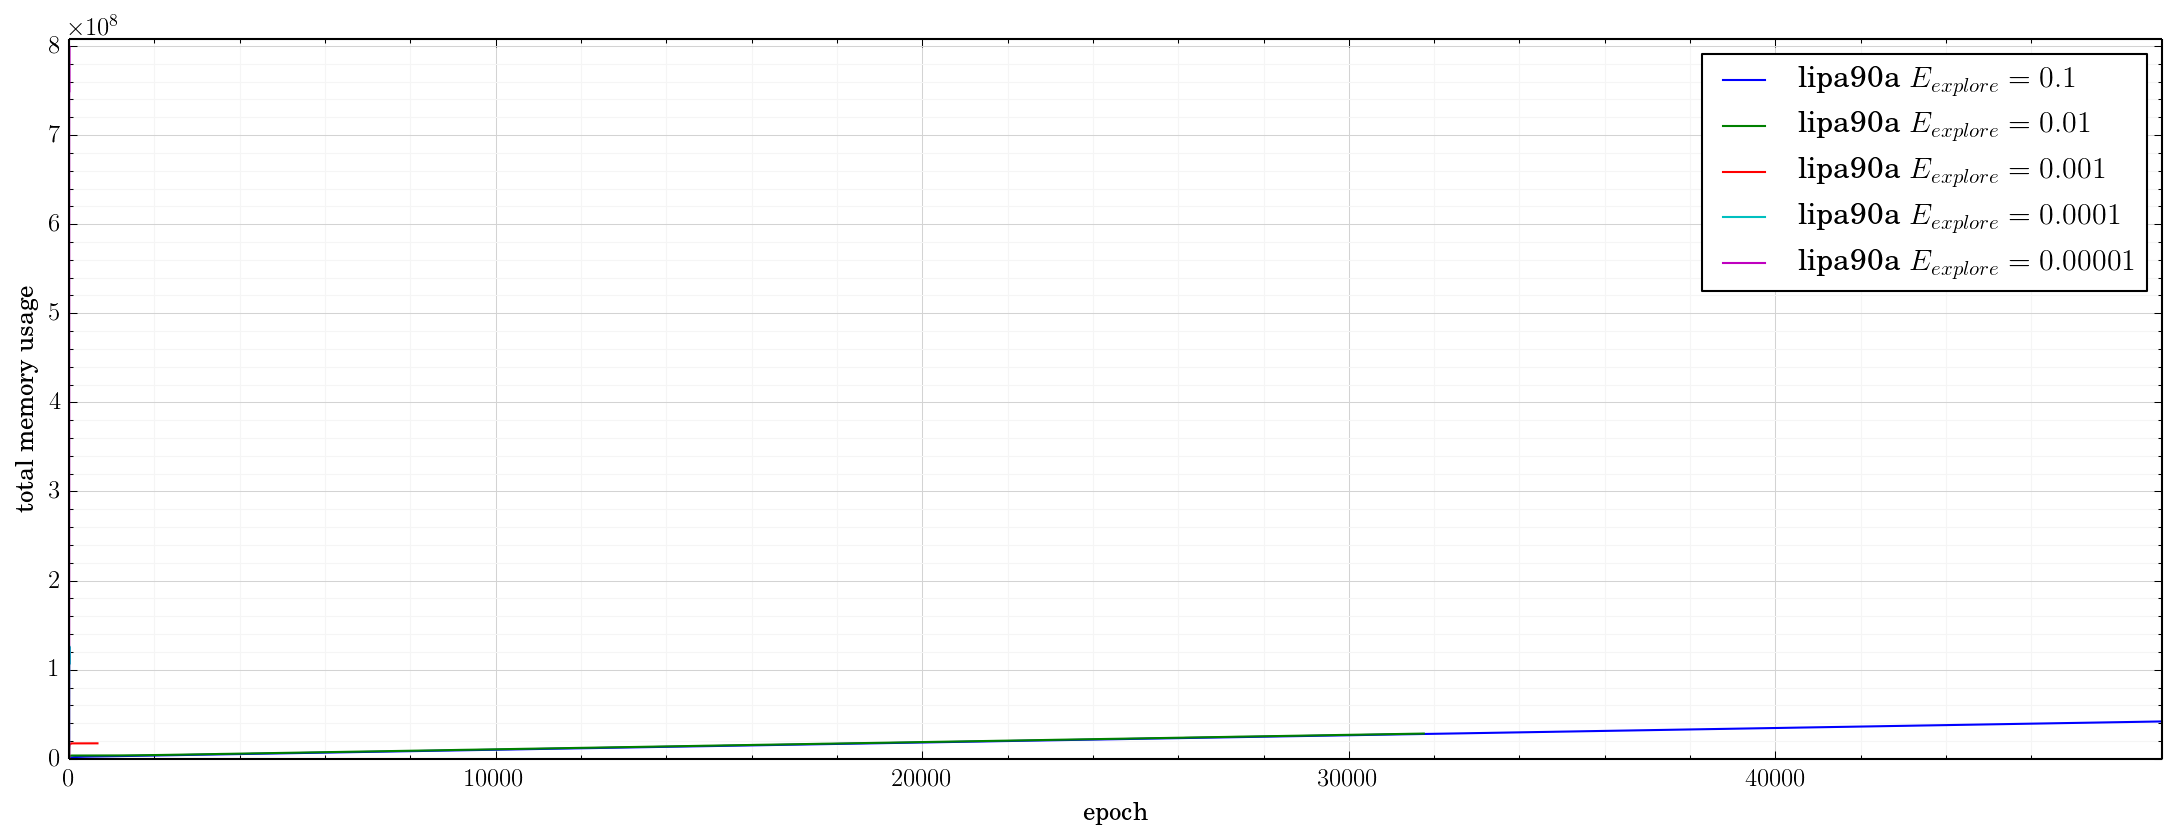 ×10⁸
8
7
6
5
4
3
2
1
0
total memory usage
0 10000 20000 30000 40000
epoch
lipa90a E_explore = 0.1
lipa90a E_explore = 0.01
lipa90a E_explore = 0.001
lipa90a E_explore = 0.0001
lipa90a E_explore = 0.00001